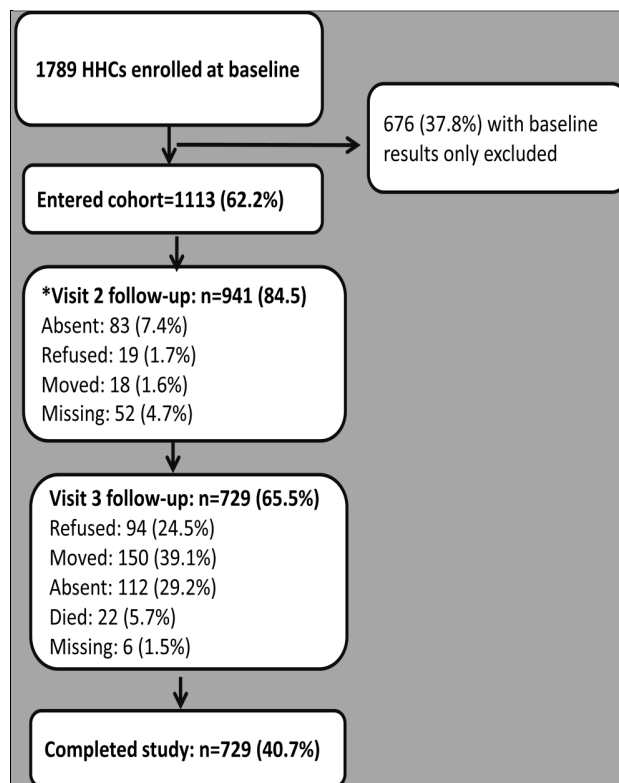 1789 HHCs enrolled at baseline
676 (37.8%) with baseline
results only excluded
Entered cohort=1113 (62.2%)
*Visit 2 follow-up: n=941 (84.5)
Absent: 83 (7.4%)
Refused: 19 (1.7%)
Moved: 18 (1.6%)
Missing: 52 (4.7%)
Visit 3 follow-up: n=729 (65.5%)
Refused: 94 (24.5%)
Moved: 150 (39.1%)
Absent: 112 (29.2%)
Died: 22 (5.7%)
Missing: 6 (1.5%)
Completed study: n=729 (40.7%)